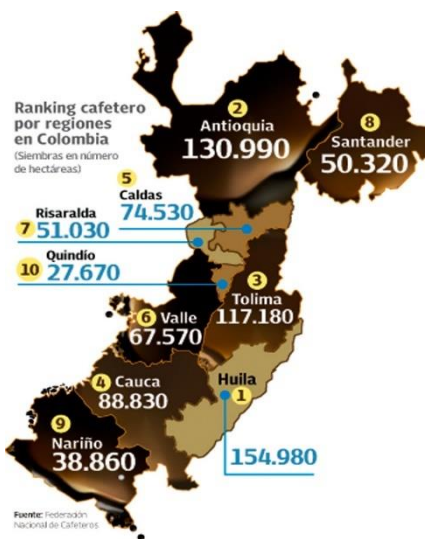 Ranking cafetero
por regiones
en Colombia
(Siembras en número
de hectáreas)
2
Antioquia
130.990
8
Santander
50.320
5
Caldas
74.530
Risaralda
7 51.030
Quindío
10 27.670
3
Tolima
117.180
6 Valle
67.570
4 Cauca
88.830
Huila
1
154.980
9
Nariño
38.860
Fuente: Federación
Nacional de Cafeteros